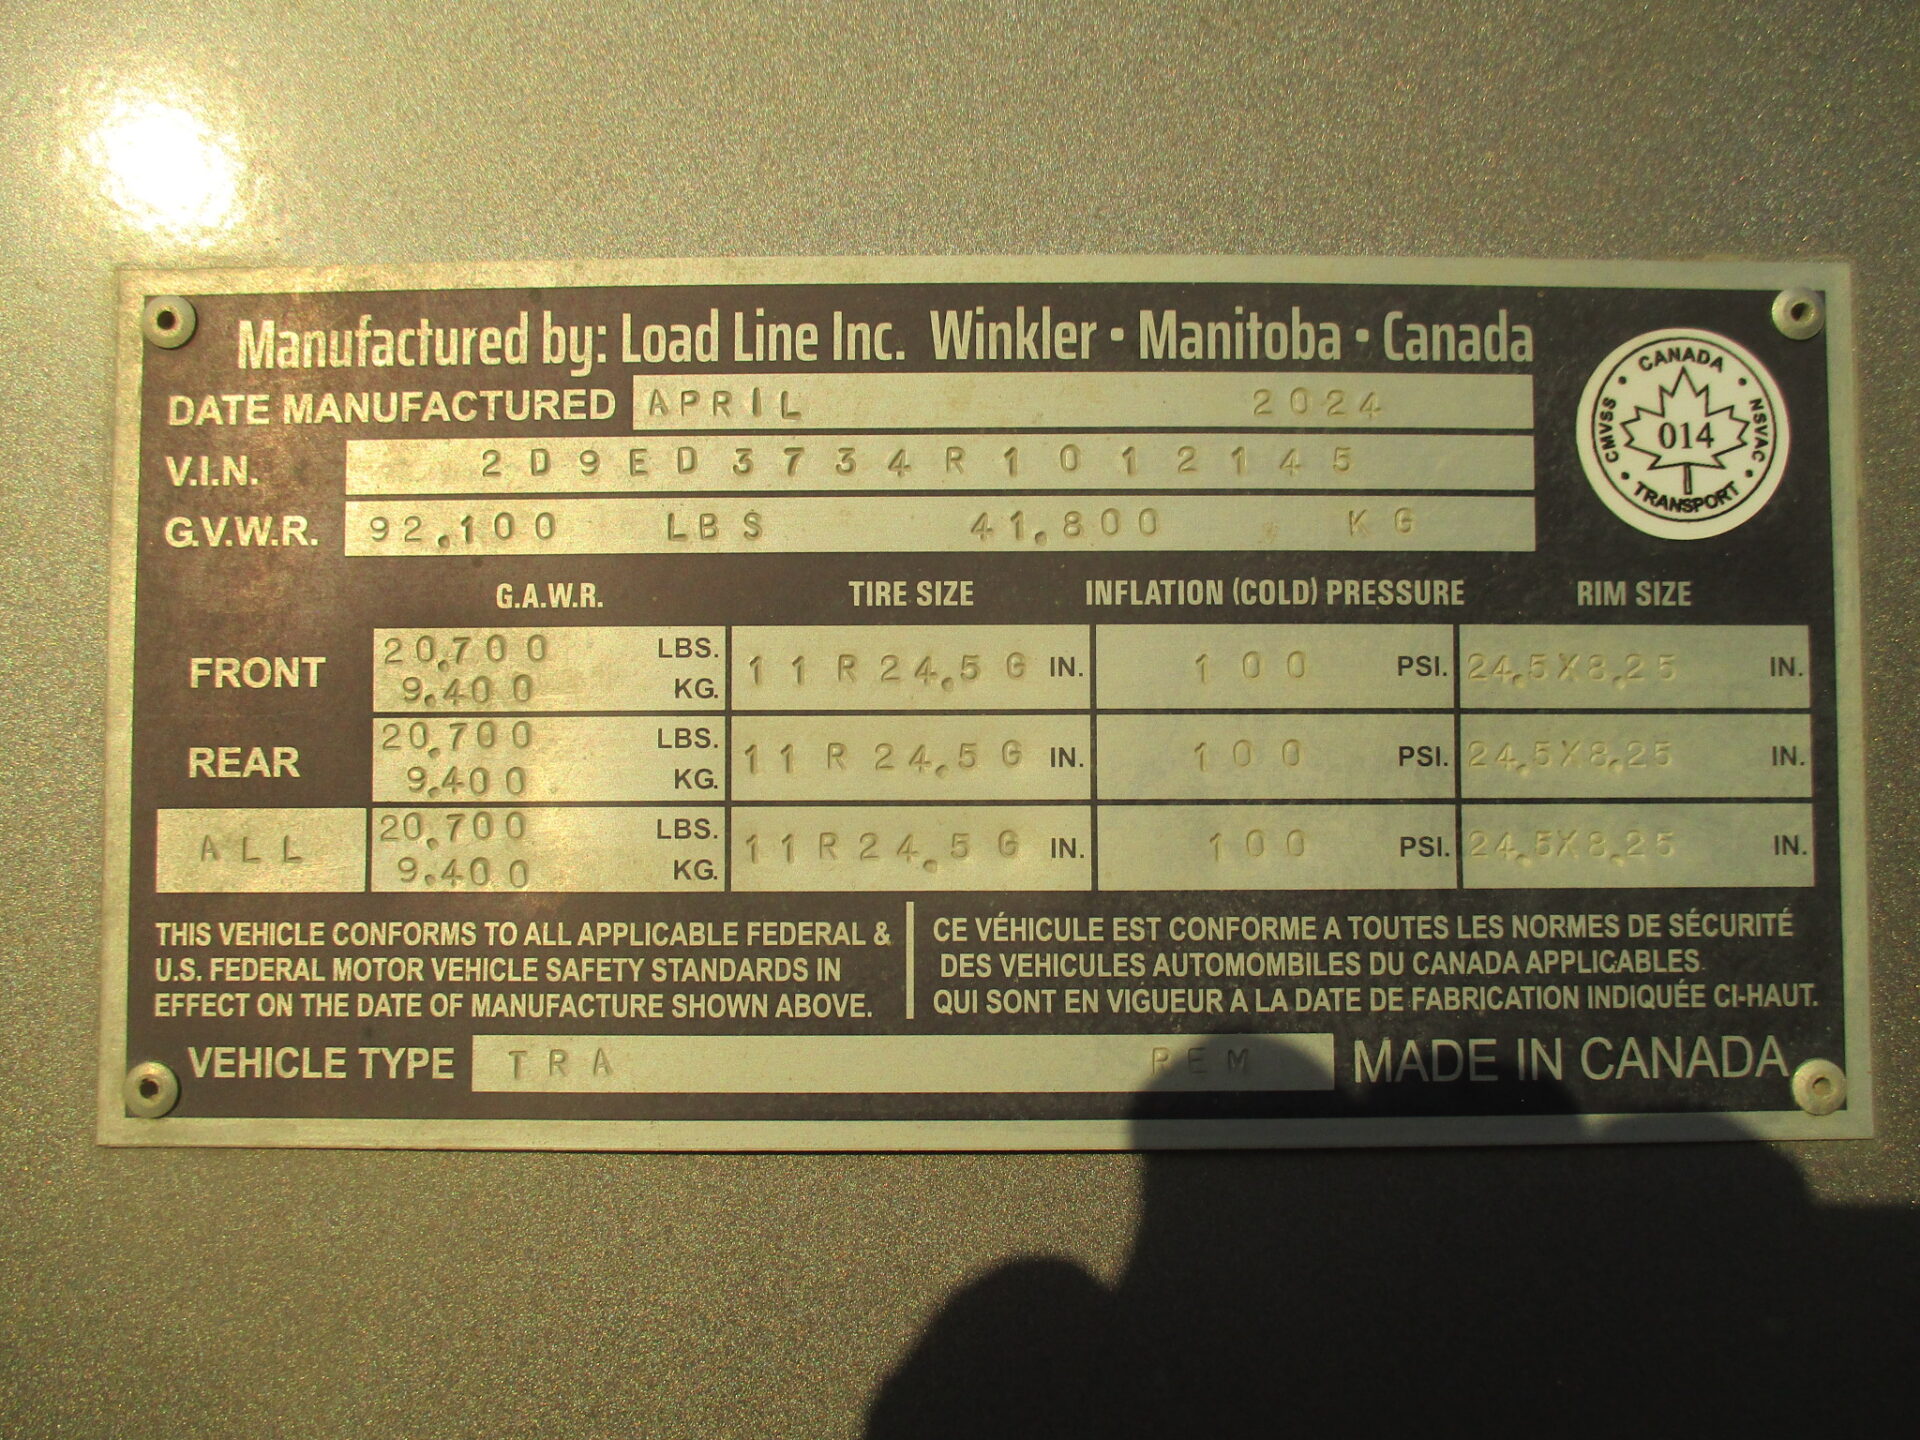 Manufactured by: Load Line Inc. Winkler • Manitoba • Canada
DATE MANUFACTURED APRIL 2024
V.I.N. 2D9ED3734R1012145
G.V.W.R. 92,100 LBS 41,800 KG
CANADA
CMVSS • 014 • NSVAC
TRANSPORT
G.A.W.R. TIRE SIZE INFLATION (COLD) PRESSURE RIM SIZE
FRONT 20,700 LBS. 11R24.5G IN. 100 PSI. 24.5X8.25 IN.
9,400 KG.
REAR 20,700 LBS. 11R24.5G IN. 100 PSI. 24.5X8.25 IN.
9,400 KG.
ALL 20,700 LBS. 11R24.5G IN. 100 PSI. 24.5X8.25 IN.
9,400 KG.
THIS VEHICLE CONFORMS TO ALL APPLICABLE FEDERAL &
U.S. FEDERAL MOTOR VEHICLE SAFETY STANDARDS IN
EFFECT ON THE DATE OF MANUFACTURE SHOWN ABOVE.
CE VÉHICULE EST CONFORME A TOUTES LES NORMES DE SÉCURITÉ
DES VEHICULES AUTOMOMBILES DU CANADA APPLICABLES
QUI SONT EN VIGUEUR A LA DATE DE FABRICATION INDIQUÉE CI-HAUT.
VEHICLE TYPE TRA REM MADE IN CANADA